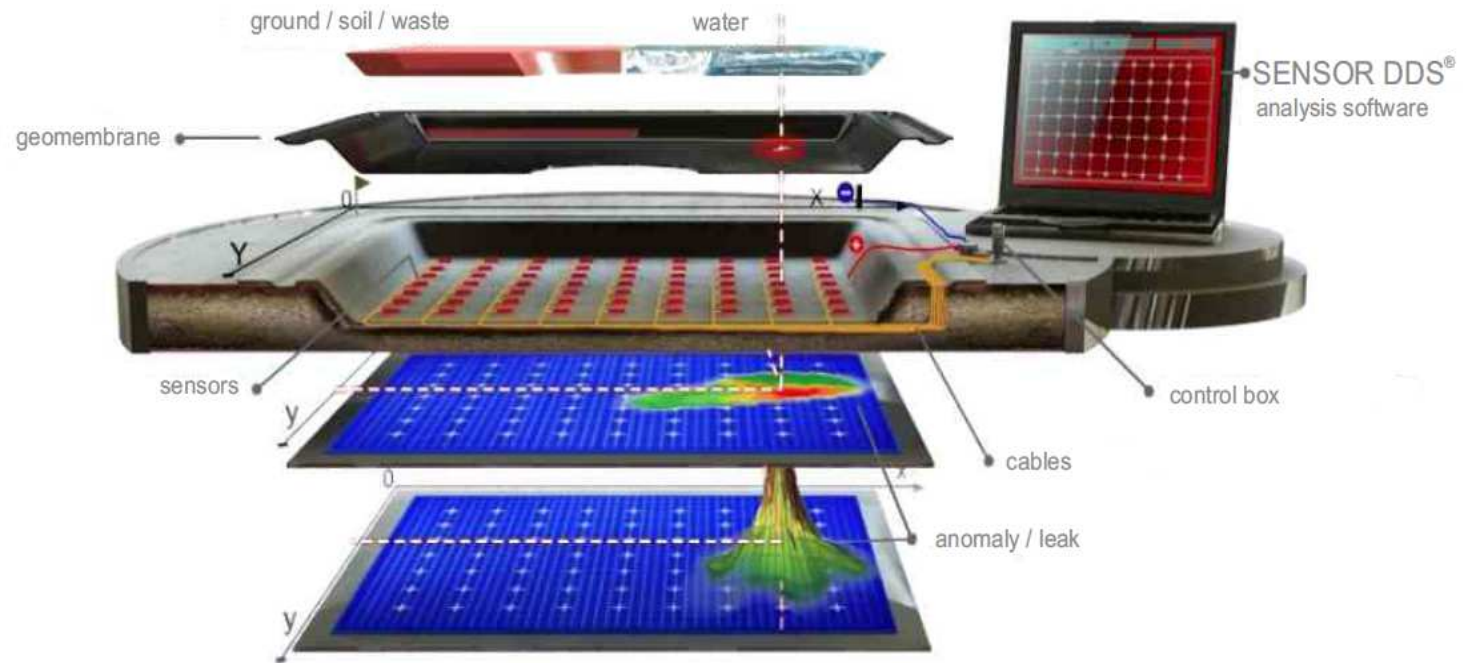 ground / soil / waste
water
SENSOR DDS®
analysis software
geomembrane
0
X
Y
sensors
control box
y
cables
0
x
anomaly / leak
y